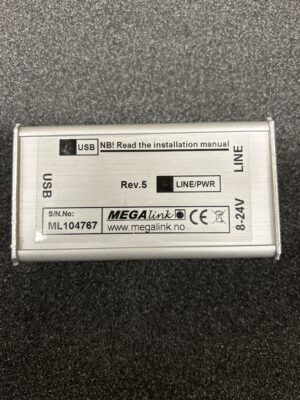 USB
NB! Read the installation manual
USB
LINE
Rev.5
LINE/PWR
8-24V
S/N.No:
ML104767
MEGAlink
CE
www.megalink.no